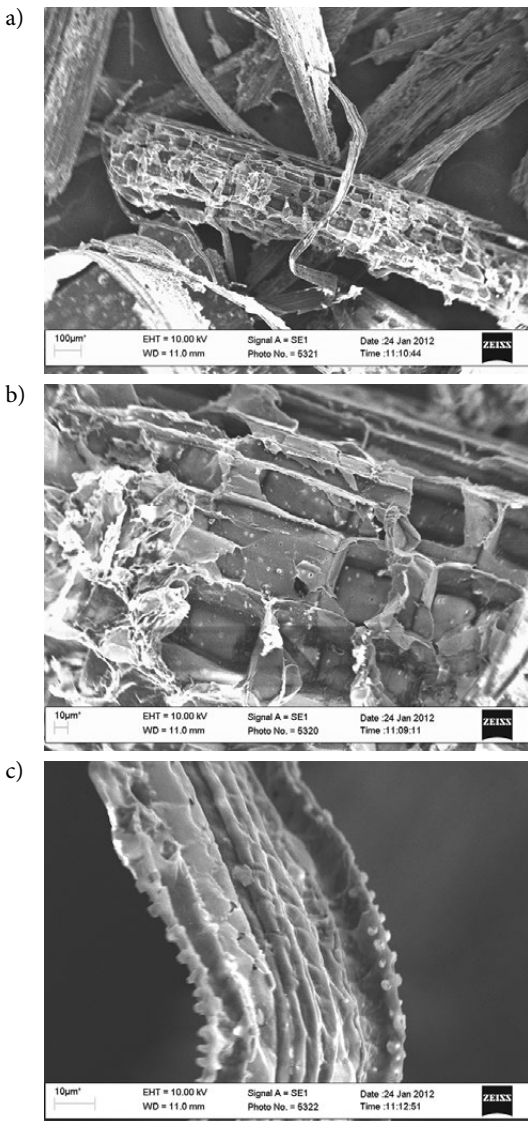 a)
100µm*
EHT = 10.00 kV
Signal A = SE1
Date :24 Jan 2012
WD = 11.0 mm
Photo No. = 5321
Time :11:10:44
ZEISS
b)
10µm*
EHT = 10.00 kV
Signal A = SE1
Date :24 Jan 2012
WD = 11.0 mm
Photo No. = 5320
Time :11:09:11
ZEISS
c)
10µm*
EHT = 10.00 kV
Signal A = SE1
Date :24 Jan 2012
WD = 11.0 mm
Photo No. = 5322
Time :11:12:51
ZEISS